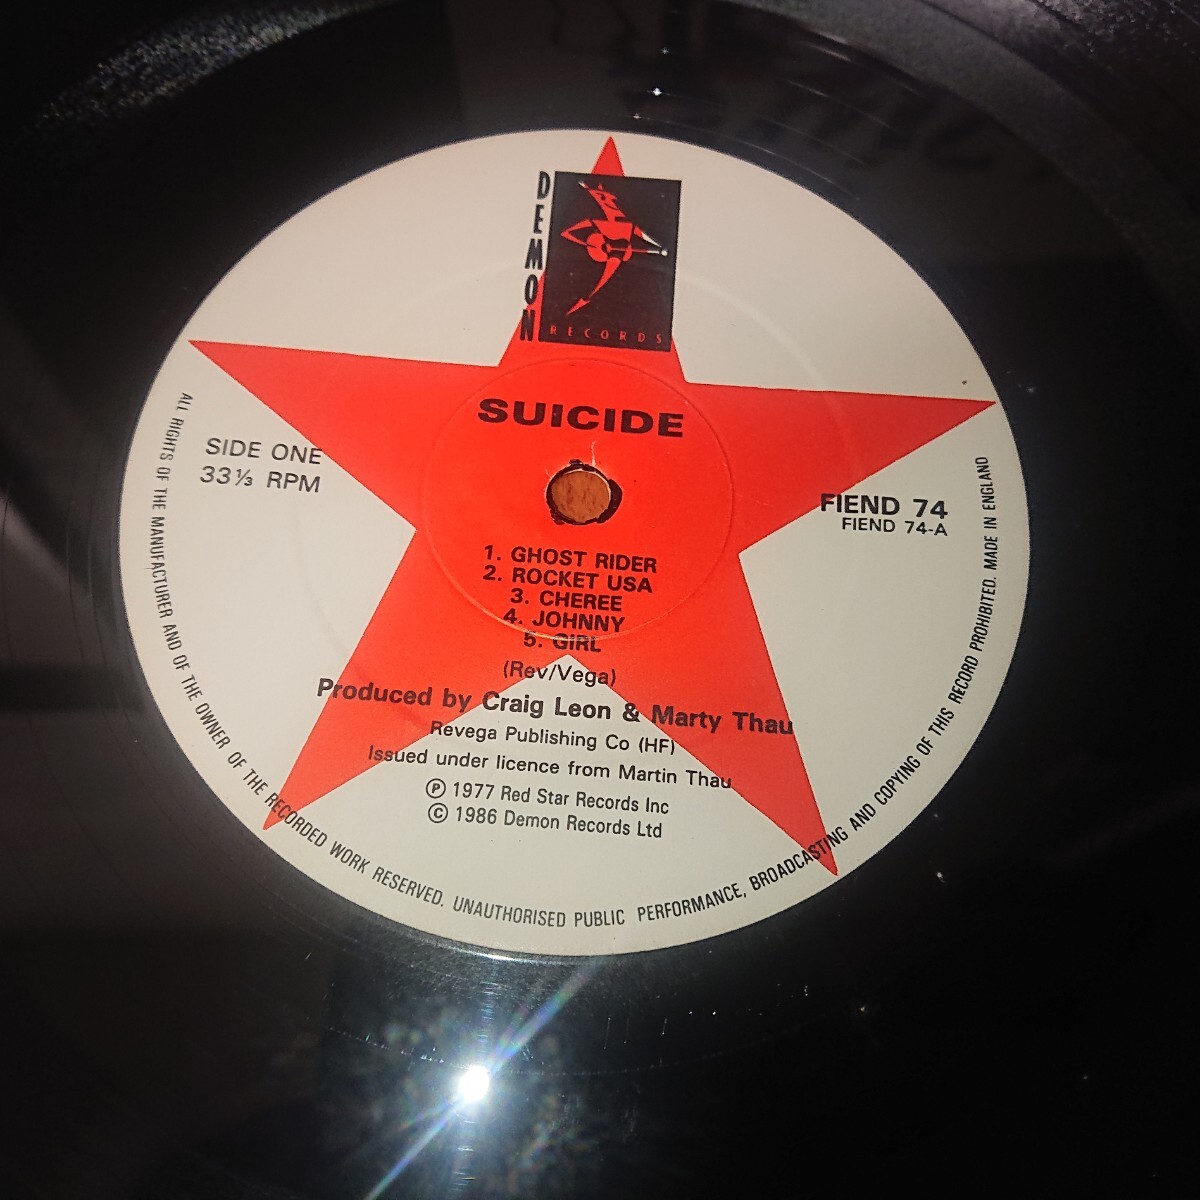 DEMON
RECORDS
SUICIDE
SIDE ONE
33⅓ RPM
FIEND 74
FIEND 74-A
1. GHOST RIDER
2. ROCKET USA
3. CHEREE
4. JOHNNY
5. GIRL
(Rev/Vega)
Produced by Craig Leon & Marty Thau
Revega Publishing Co (HF)
Issued under licence from Martin Thau
Ⓟ 1977 Red Star Records Inc
© 1986 Demon Records Ltd
ALL RIGHTS OF THE MANUFACTURER AND OF THE OWNER OF THE RECORDED WORK RESERVED. UNAUTHORISED PUBLIC PERFORMANCE, BROADCASTING AND COPYING OF THIS RECORD PROHIBITED. MADE IN ENGLAND